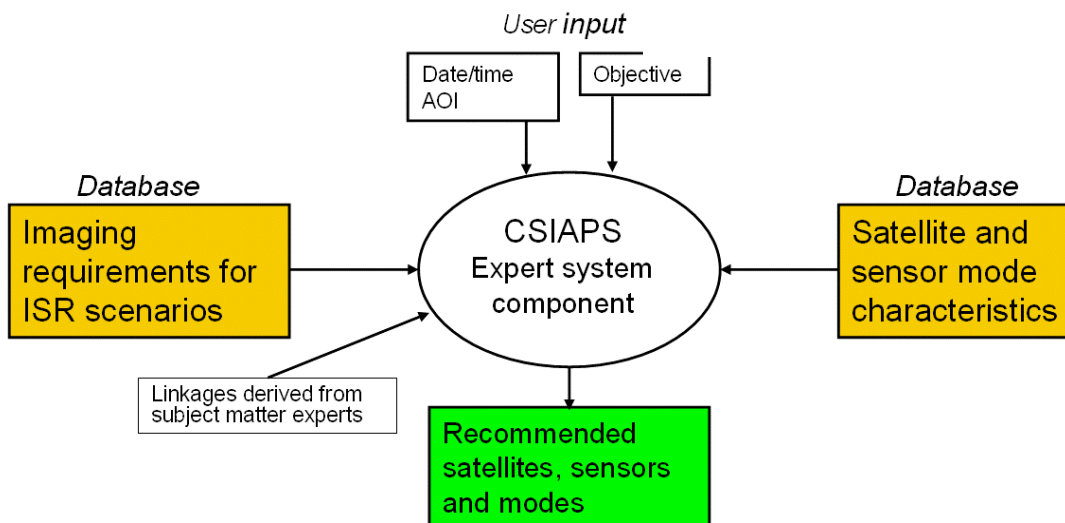 User input
Date/time
AOI
Objective
Database
Imaging
requirements for
ISR scenarios
CSIAPS
Expert system
component
Database
Satellite and
sensor mode
characteristics
Linkages derived from
subject matter experts
Recommended
satellites, sensors
and modes